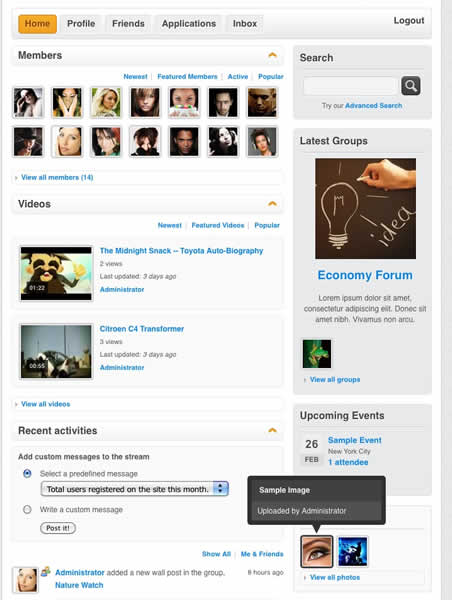 Home Profile Friends Applications Inbox Logout
Members
Newest | Featured Members | Active | Popular
View all members (14)
Videos
Newest | Featured Videos | Popular
The Midnight Snack -- Toyota Auto-Biography
2 views
Last updated: 3 days ago
Administrator
01:22
Citroen C4 Transformer
3 views
Last updated: 3 days ago
Administrator
00:55
View all videos
Recent activities
Add custom messages to the stream
Select a predefined message
Total users registered on the site this month.
Write a custom message
Post it!
Show All | Me & Friends
Administrator added a new wall post in the group, 8 hours ago
Nature Watch
Search
Try our Advanced Search
Latest Groups
idea
Economy Forum
Lorem ipsum dolor sit amet,
consectetur adipiscing elit. Donec sit
amet nibh. Vivamus non arcu.
View all groups
Upcoming Events
26
FEB
Sample Event
New York City
1 attendee
Sample Image
Uploaded by Administrator
View all photos